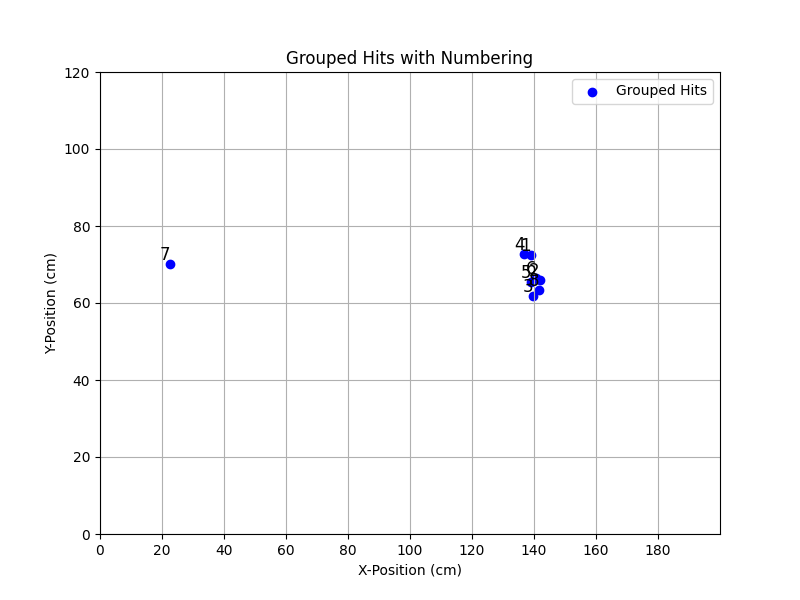 Grouped Hits with Numbering
Grouped Hits
120
100
80
60
40
20
0
7
4
1
6
2
5
3
0 20 40 60 80 100 120 140 160 180
X-Position (cm)
Y-Position (cm)